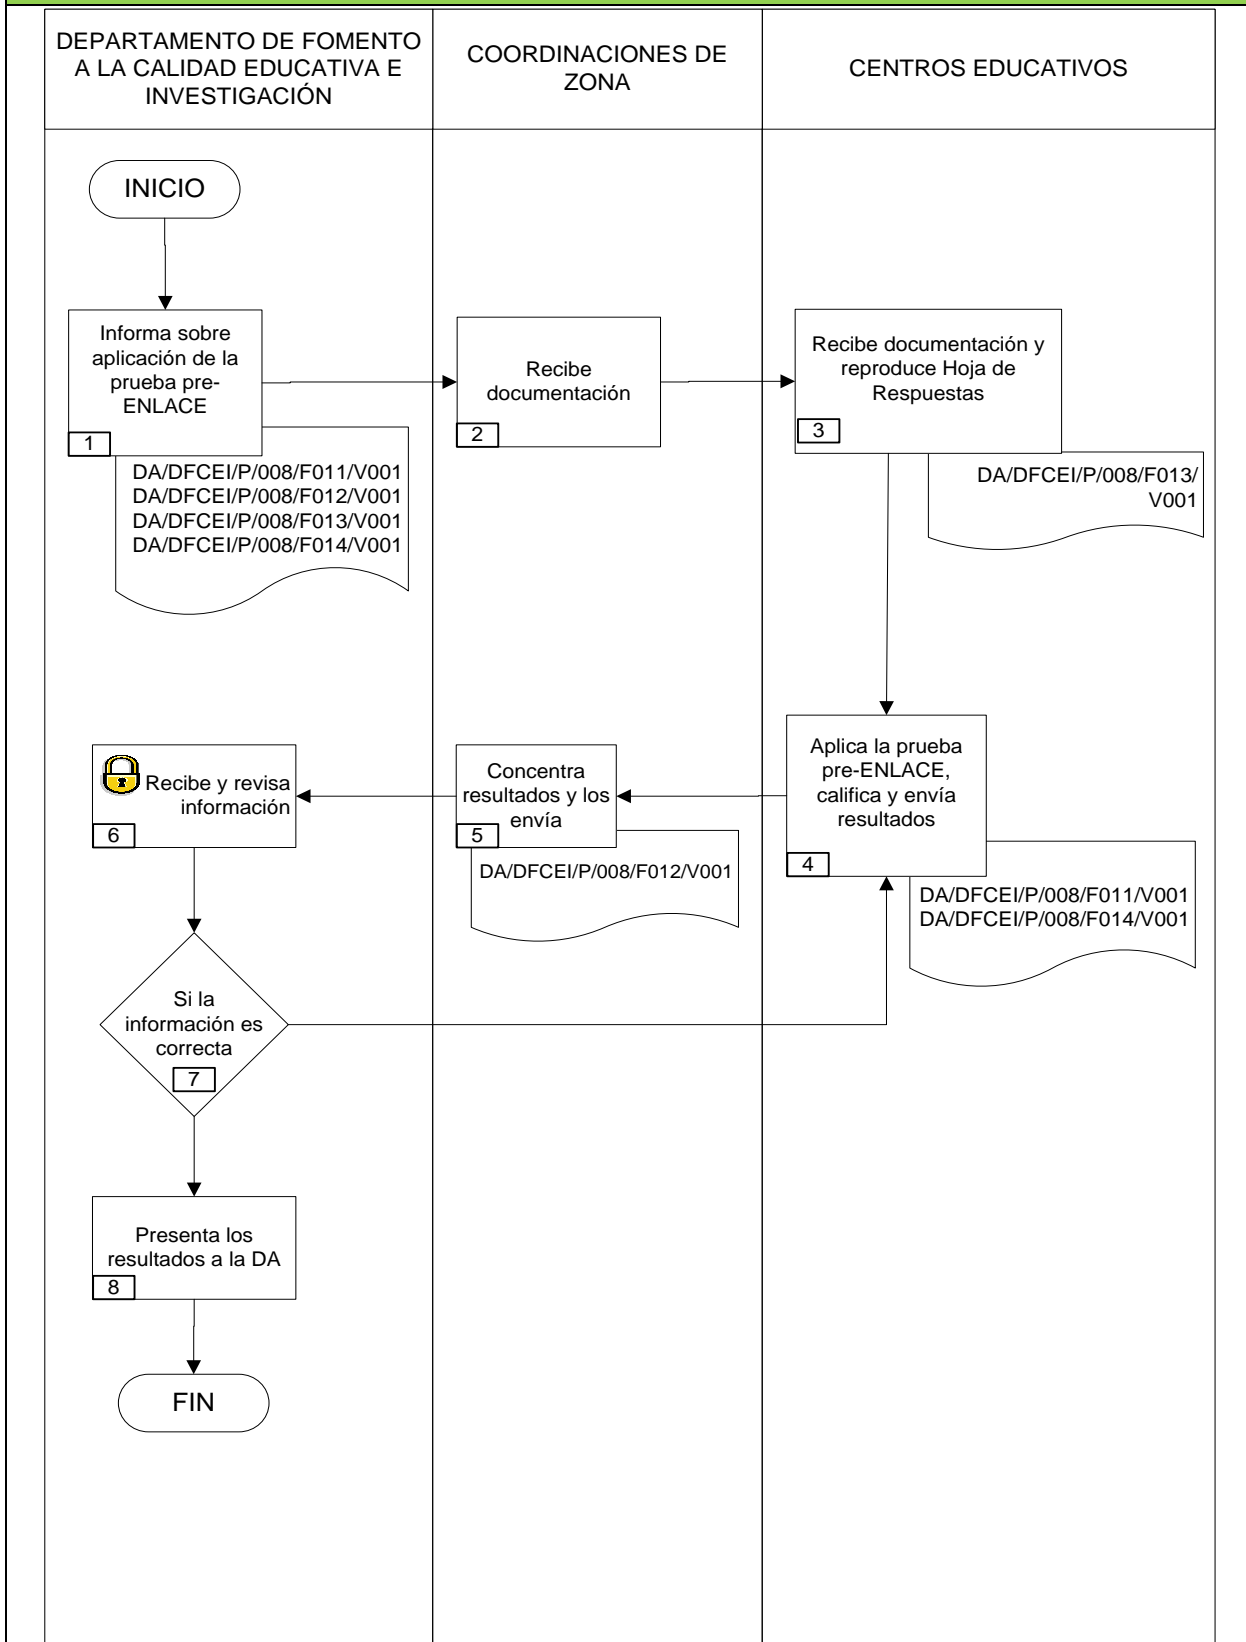 DEPARTAMENTO DE FOMENTO
A LA CALIDAD EDUCATIVA E
INVESTIGACIÓN
COORDINACIONES DE
ZONA
CENTROS EDUCATIVOS
INICIO
Informa sobre
aplicación de la
prueba pre-
ENLACE
1
DA/DFCEI/P/008/F011/V001
DA/DFCEI/P/008/F012/V001
DA/DFCEI/P/008/F013/V001
DA/DFCEI/P/008/F014/V001
Recibe
documentación
2
Recibe documentación y
reproduce Hoja de
Respuestas
3
DA/DFCEI/P/008/F013/
V001
Aplica la prueba
pre-ENLACE,
califica y envía
resultados
4
DA/DFCEI/P/008/F011/V001
DA/DFCEI/P/008/F014/V001
Concentra
resultados y los
envía
5
DA/DFCEI/P/008/F012/V001
Recibe y revisa
información
6
Si la
información es
correcta
7
Presenta los
resultados a la DA
8
FIN